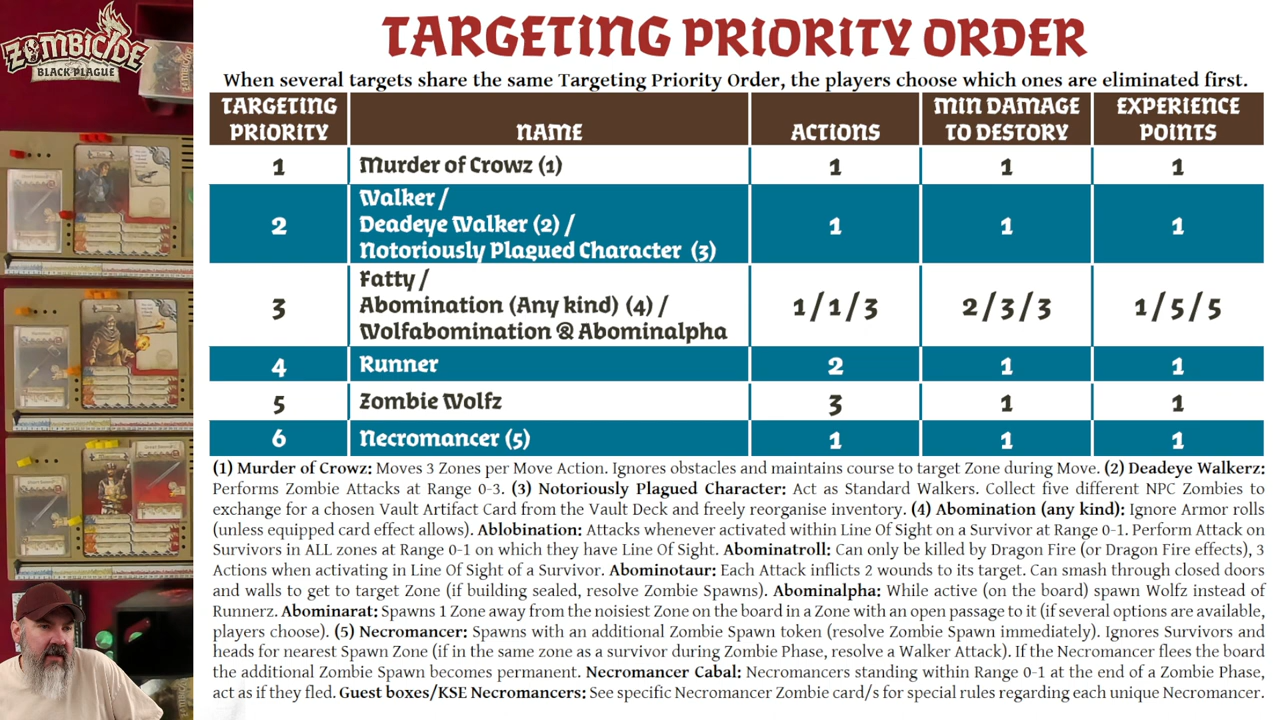 ZOMBICIDE
BLACK PLAGUE
TARGETING PRIORITY ORDER
When several targets share the same Targeting Priority Order, the players choose which ones are eliminated first.
TARGETING PRIORITY NAME ACTIONS MIN DAMAGE TO DESTORY EXPERIENCE POINTS
1 Murder of Crowz (1) 1 1 1
Walker /
2 Deadeye Walker (2) / 1 1 1
Notoriously Plagued Character (3)
Fatty /
3 Abomination (Any kind) (4) / 1/1/3 2/3/3 1/5/5
Wolfabomination & Abominalpha
4 Runner 2 1 1
5 Zombie Wolfz 3 1 1
6 Necromancer (5) 1 1 1
(1) Murder of Crowz: Moves 3 Zones per Move Action. Ignores obstacles and maintains course to target Zone during Move. (2) Deadeye Walkerz:
Performs Zombie Attacks at Range 0-3. (3) Notoriously Plagued Character: Act as Standard Walkers. Collect five different NPC Zombies to
exchange for a chosen Vault Artifact Card from the Vault Deck and freely reorganise inventory. (4) Abomination (any kind): Ignore Armor rolls
(unless equipped card effect allows). Ablobination: Attacks whenever activated within Line Of Sight on a Survivor at Range 0-1. Perform Attack on
Survivors in ALL zones at Range 0-1 on which they have Line Of Sight. Abominatroll: Can only be killed by Dragon Fire (or Dragon Fire effects), 3
Actions when activating in Line Of Sight of a Survivor. Abominotaur: Each Attack inflicts 2 wounds to its target. Can smash through closed doors
and walls to get to target Zone (if building sealed, resolve Zombie Spawns). Abominalpha: While active (on the board) spawn Wolfz instead of
Runnerz. Abominarat: Spawns 1 Zone away from the noisiest Zone on the board in a Zone with an open passage to it (if several options are available,
players choose). (5) Necromancer: Spawns with an additional Zombie Spawn token (resolve Zombie Spawn immediately). Ignores Survivors and
heads for nearest Spawn Zone (if in the same zone as a survivor during Zombie Phase, resolve a Walker Attack). If the Necromancer flees the board
the additional Zombie Spawn becomes permanent. Necromancer Cabal: Necromancers standing within Range 0-1 at the end of a Zombie Phase,
act as if they fled. Guest boxes/KSE Necromancers: See specific Necromancer Zombie card/s for special rules regarding each unique Necromancer.